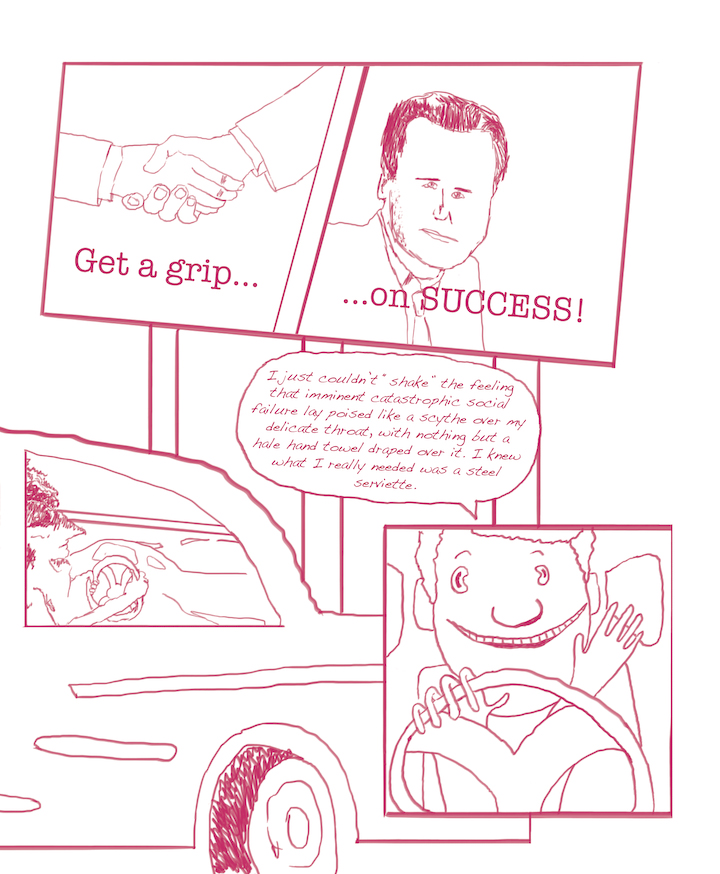 Get a grip...
...on SUCCESS!
I just couldn't "shake" the feeling
that imminent catastrophic social
failure lay poised like a scythe over my
delicate throat, with nothing but a
hale hand towel draped over it. I knew
what I really needed was a steel
serviette.